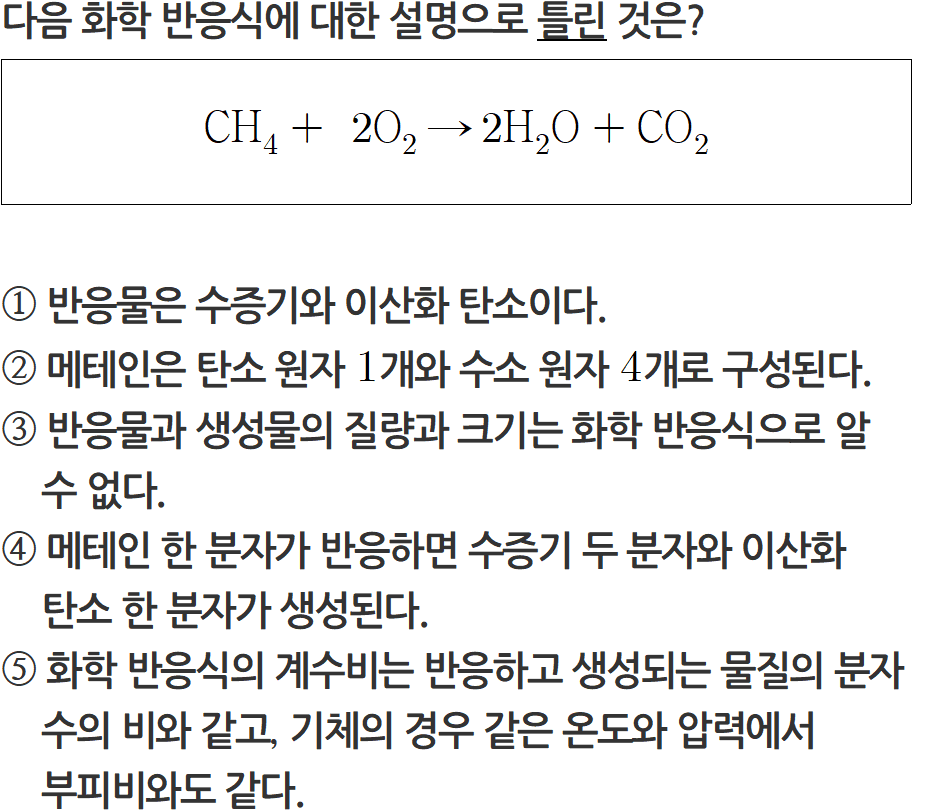 다음 화학 반응식에 대한 설명으로 틀린 것은?
CH₄ + 2O₂ → 2H₂O + CO₂
① 반응물은 수증기와 이산화 탄소이다.
② 메테인은 탄소 원자 1개와 수소 원자 4개로 구성된다.
③ 반응물과 생성물의 질량과 크기는 화학 반응식으로 알
수 없다.
④ 메테인 한 분자가 반응하면 수증기 두 분자와 이산화
탄소 한 분자가 생성된다.
⑤ 화학 반응식의 계수비는 반응하고 생성되는 물질의 분자
수의 비와 같고, 기체의 경우 같은 온도와 압력에서
부피비와도 같다.